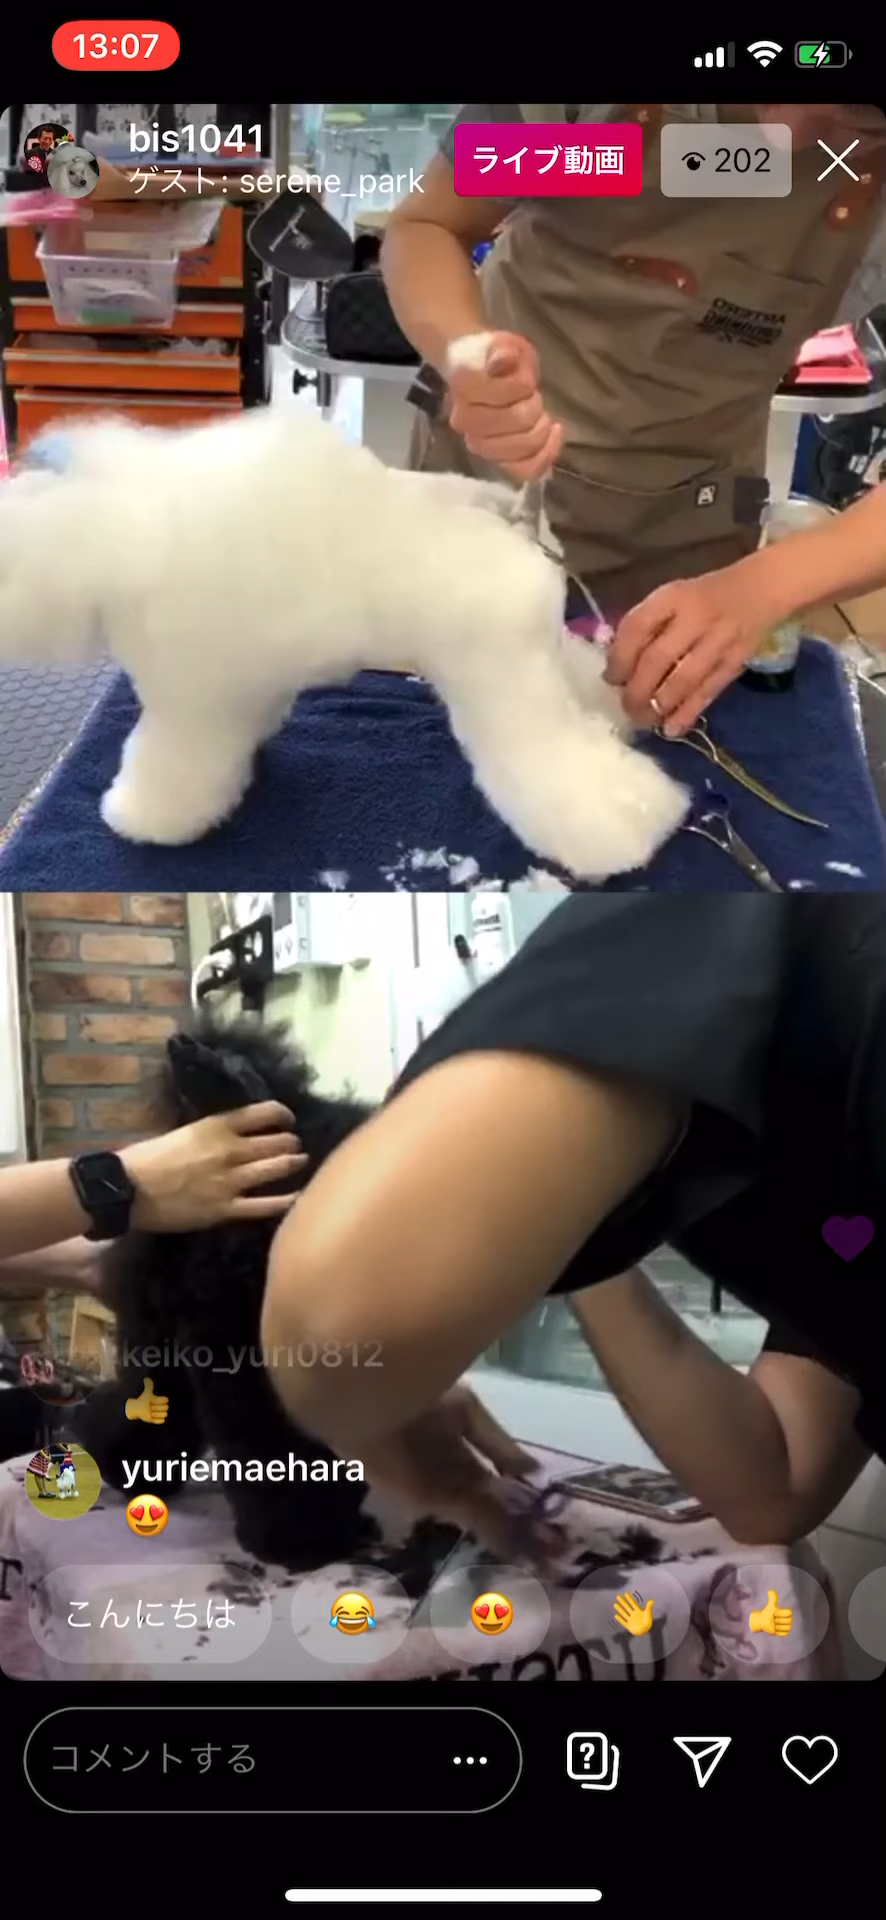 13:07
bis1041
ゲスト: serene_park
ライブ動画
202
A
keiko_yuri0812
👍
yuriemaehara
😍
こんにちは 😂 😍 👋 👍
コメントする